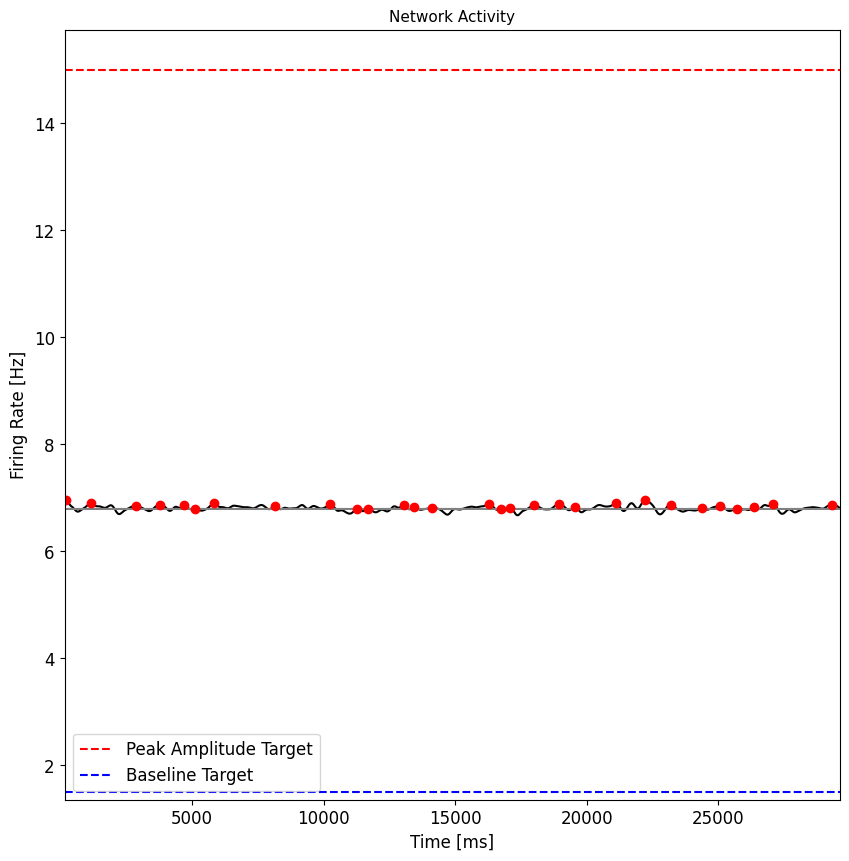 Network Activity
Firing Rate [Hz]
14
12
10
8
6
4
2
Peak Amplitude Target
Baseline Target
5000 10000 15000 20000 25000
Time [ms]